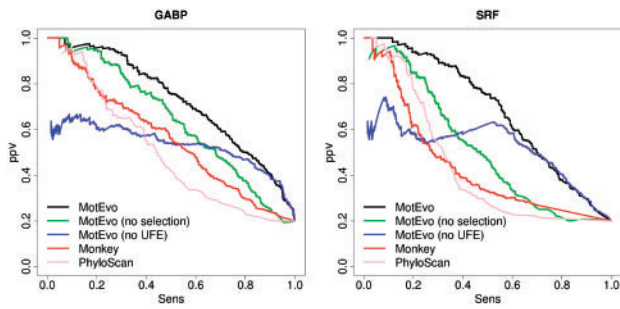 GABP
ppv
0.0 0.2 0.4 0.6 0.8 1.0
MotEvo
MotEvo (no selection)
MotEvo (no UFE)
Monkey
PhyloScan
0.0 0.2 0.4 0.6 0.8 1.0
Sens
SRF
ppv
0.0 0.2 0.4 0.6 0.8 1.0
MotEvo
MotEvo (no selection)
MotEvo (no UFE)
Monkey
PhyloScan
0.0 0.2 0.4 0.6 0.8 1.0
Sens